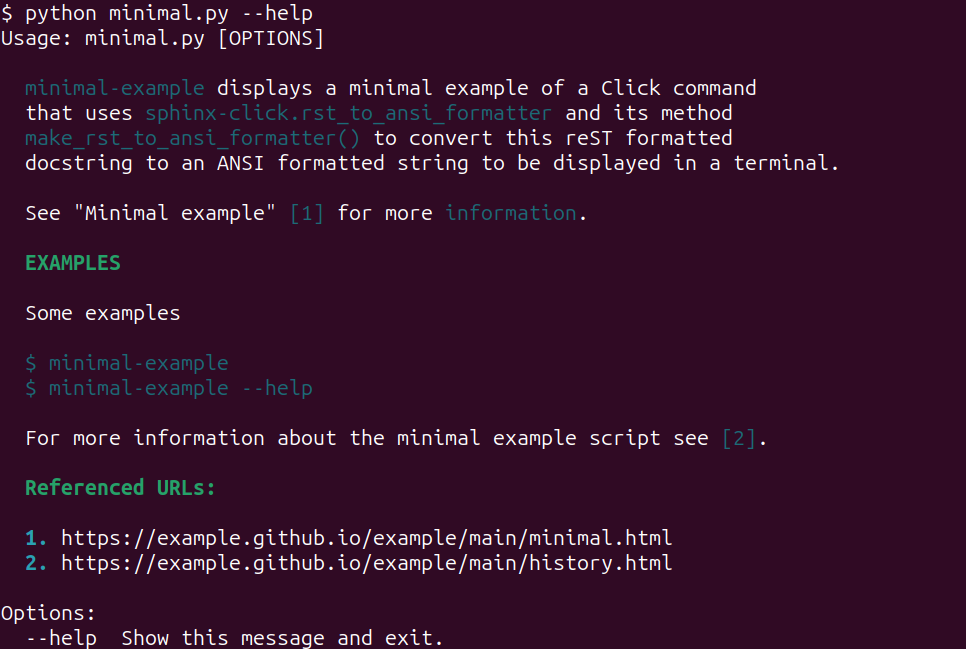 $ python minimal.py --help
Usage: minimal.py [OPTIONS]
minimal-example displays a minimal example of a Click command
that uses sphinx-click.rst_to_ansi_formatter and its method
make_rst_to_ansi_formatter() to convert this reST formatted
docstring to an ANSI formatted string to be displayed in a terminal.
See "Minimal example" [1] for more information.
EXAMPLES
Some examples
$ minimal-example
$ minimal-example --help
For more information about the minimal example script see [2].
Referenced URLs:
1. https://example.github.io/example/main/minimal.html
2. https://example.github.io/example/main/history.html
Options:
--help  Show this message and exit.